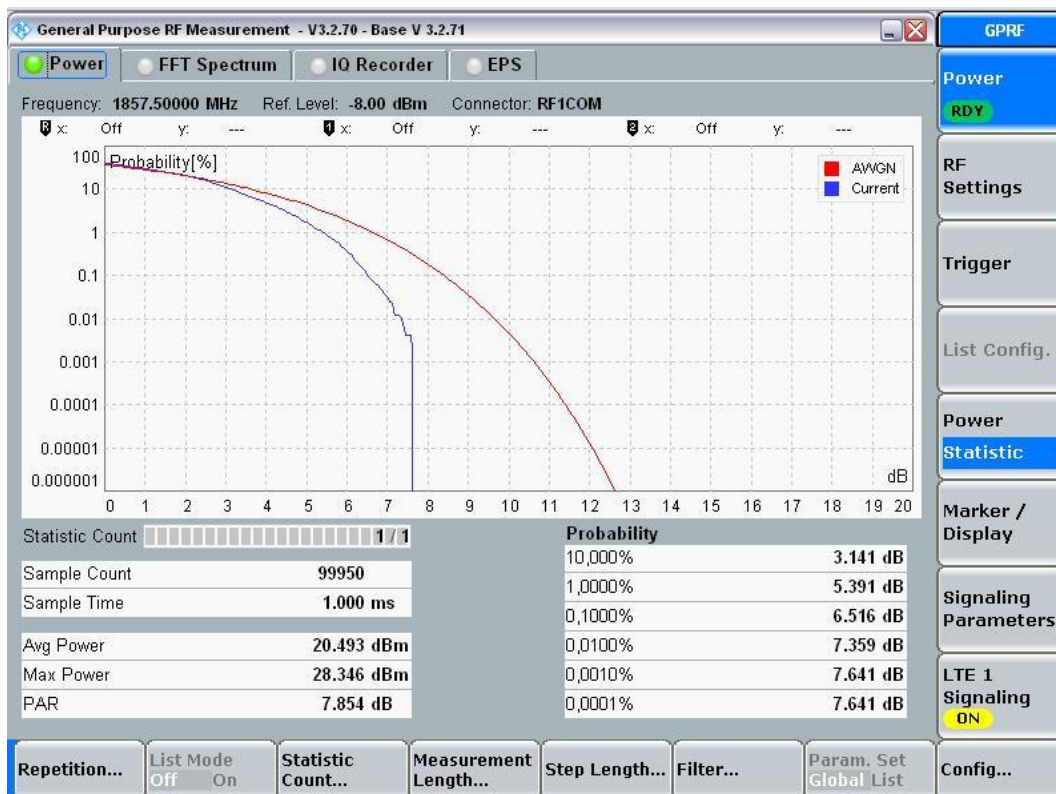 General Purpose RF Measurement - V3.2.70 - Base V 3.2.71
GPRF
Power FFT Spectrum IQ Recorder EPS
Frequency: 1857.50000 MHz Ref. Level: -8.00 dBm Connector: RF1COM
R x: Off y: --- 1 x: Off y: --- 2 x: Off y: ---
Probability[%]
AWGN
Current
100
10
1
0.1
0.01
0.001
0.0001
0.00001
0.000001
dB
0 1 2 3 4 5 6 7 8 9 10 11 12 13 14 15 16 17 18 19 20
Statistic Count 1 / 1
Sample Count 99950
Sample Time 1.000 ms
Avg Power 20.493 dBm
Max Power 28.346 dBm
PAR 7.854 dB
Probability
10,000% 3.141 dB
1,0000% 5.391 dB
0,1000% 6.516 dB
0,0100% 7.359 dB
0,0010% 7.641 dB
0,0001% 7.641 dB
Power
RDY
RF
Settings
Trigger
List Config.
Power
Statistic
Marker /
Display
Signaling
Parameters
LTE 1
Signaling
ON
Repetition...
List Mode
Off On
Statistic
Count...
Measurement
Length...
Step Length...
Filter...
Param. Set
Global List
Config...